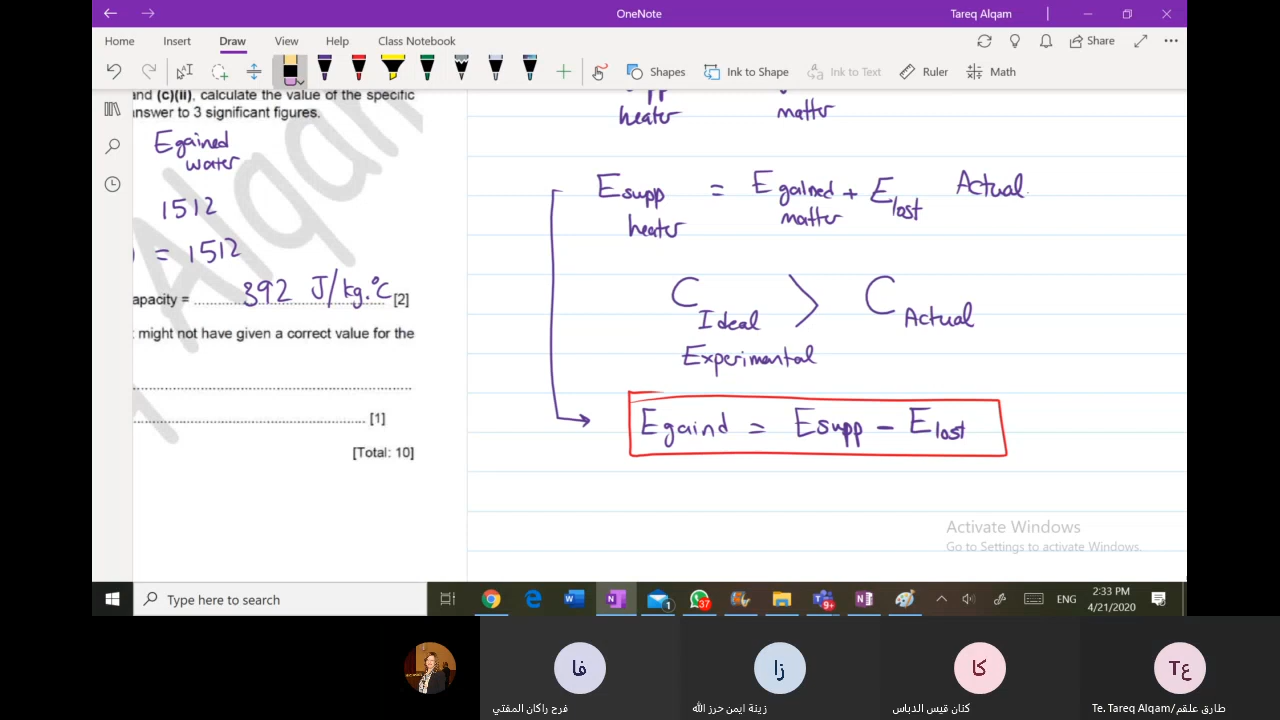 OneNote
Tareq Alqam
Home Insert Draw View Help Class Notebook
Share
Shapes Ink to Shape Ink to Text Ruler Math
and (c)(ii), calculate the value of the specific
answer to 3 significant figures.
Egained
water
1512
= 1512
apacity = 392 J/kg.°C [2]
might not have given a correct value for the
[1]
[Total: 10]
heater matter
Esupp = Egained + Elost Actual
heater matter
C Ideal > C Actual
Experimental
Egaind = Esupp - Elost
Alqam
Activate Windows
Go to Settings to activate Windows.
Type here to search
1
37
9+
ENG
2:33 PM
4/21/2020
فا
زا
كا
Tع
فرح راكان المفتي
زينة ايمن حرز الله
كنان قيس الدباس
Te. Tareq Alqam/طارق علقم